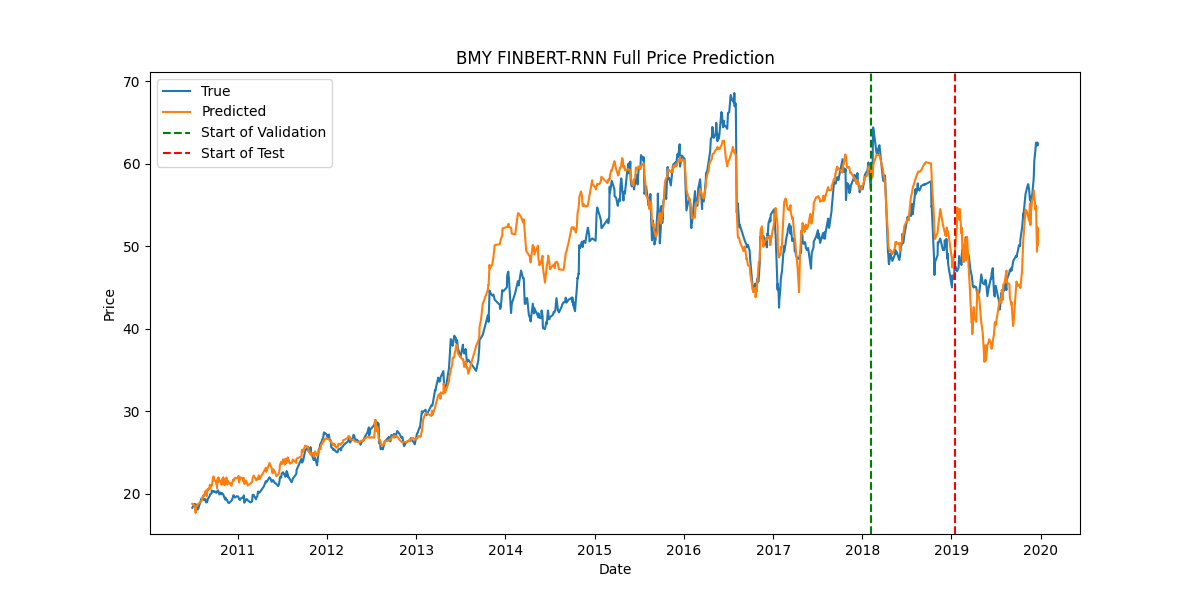 BMY FINBERT-RNN Full Price Prediction
True
Predicted
Start of Validation
Start of Test
Price
70
60
50
40
30
20
2011 2012 2013 2014 2015 2016 2017 2018 2019 2020
Date